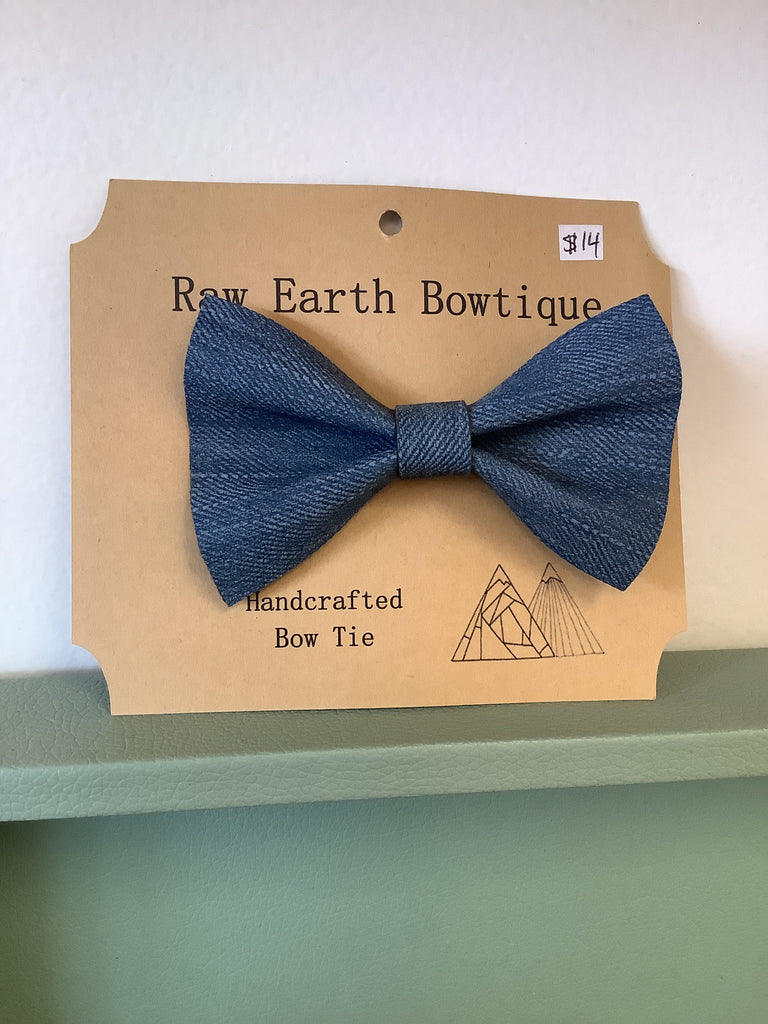 $14
Raw Earth Bowtique
Handcrafted
Bow Tie